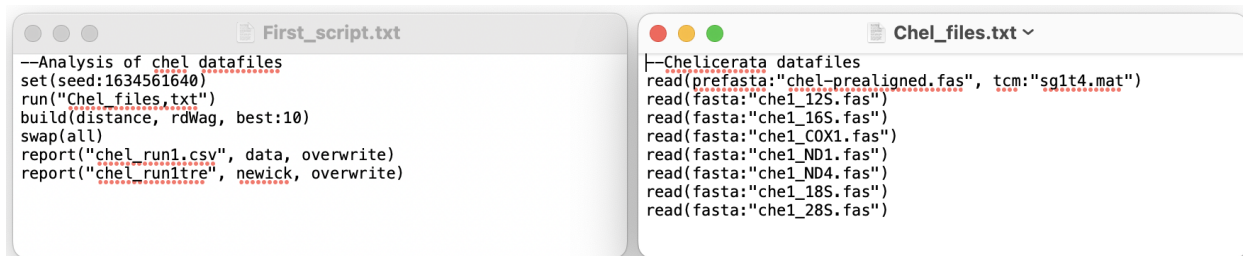 First_script.txt
--Analysis of chel datafiles
set(seed:1634561640)
run("Chel_files,txt")
build(distance, rdWag, best:10)
swap(all)
report("chel_run1.csv", data, overwrite)
report("chel_run1tre", newick, overwrite)
Chel_files.txt
--Chelicerata datafiles
read(prefasta:"chel-prealigned.fas", tcm:"sg1t4.mat")
read(fasta:"che1_12S.fas")
read(fasta:"che1_16S.fas")
read(fasta:"che1_COX1.fas")
read(fasta:"che1_ND1.fas")
read(fasta:"che1_ND4.fas")
read(fasta:"che1_18S.fas")
read(fasta:"che1_28S.fas")